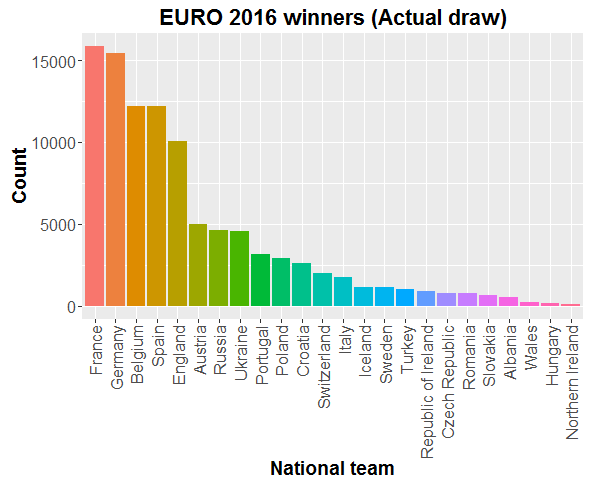 EURO 2016 winners (Actual draw)
Count
15000
10000
5000
0
France
Germany
Belgium
Spain
England
Austria
Russia
Ukraine
Portugal
Poland
Croatia
Switzerland
Italy
Iceland
Sweden
Turkey
Republic of Ireland
Czech Republic
Romania
Slovakia
Albania
Wales
Hungary
Northern Ireland
National team